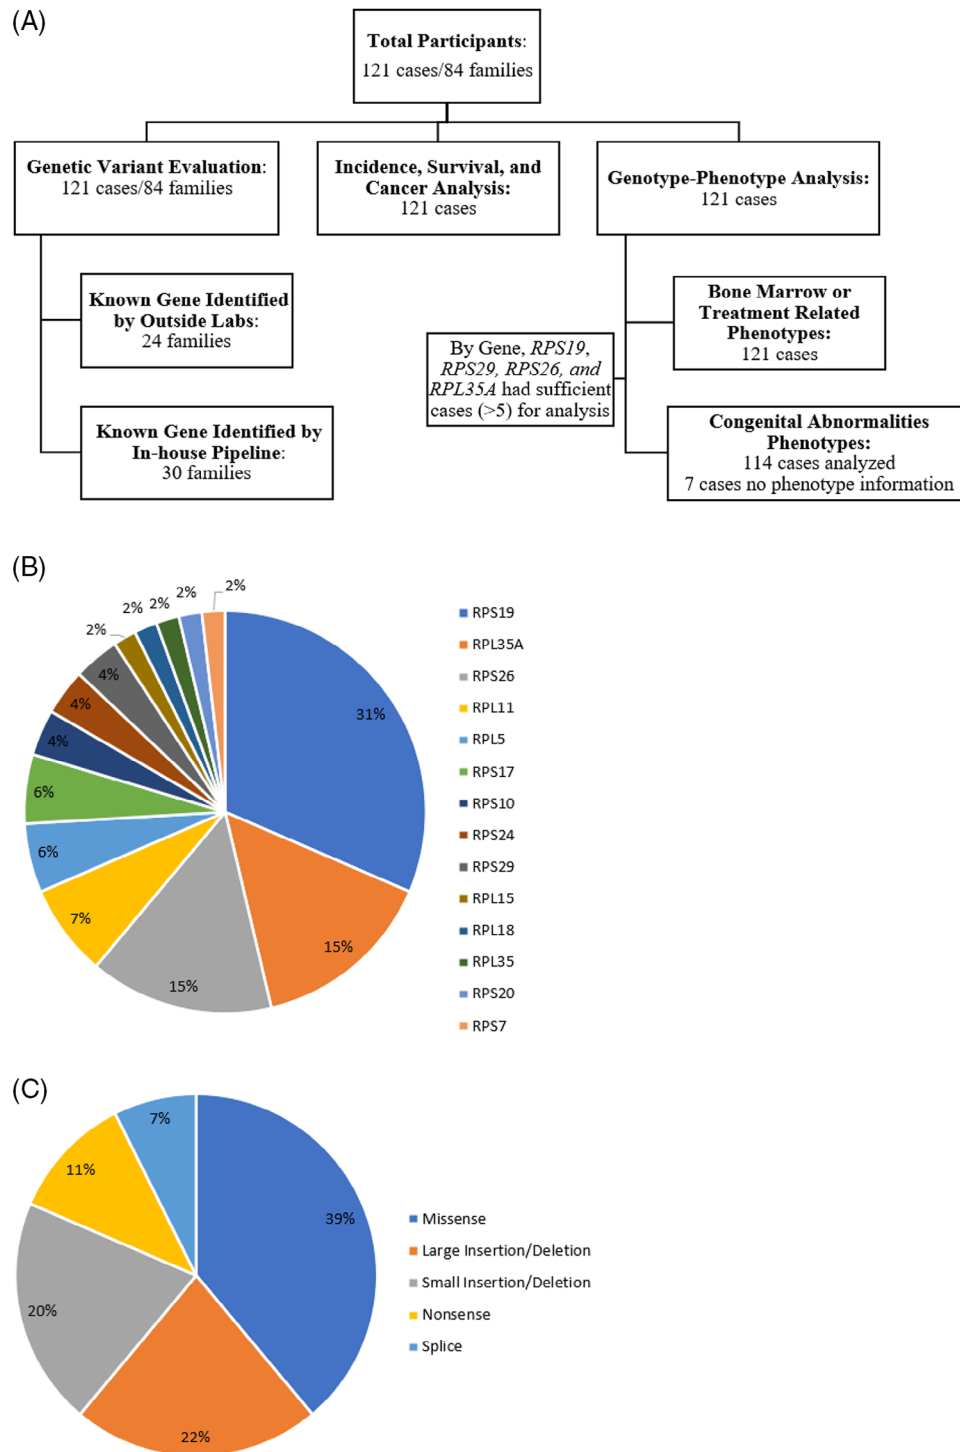 (A)
Total Participants:
121 cases/84 families
Genetic Variant Evaluation:
121 cases/84 families
Incidence, Survival, and
Cancer Analysis:
121 cases
Genotype-Phenotype Analysis:
121 cases
Known Gene Identified
by Outside Labs:
24 families
Known Gene Identified by
In-house Pipeline:
30 families
By Gene, RPS19,
RPS29, RPS26, and
RPL35A had sufficient
cases (>5) for analysis
Bone Marrow or
Treatment Related
Phenotypes:
121 cases
Congenital Abnormalities
Phenotypes:
114 cases analyzed
7 cases no phenotype information
(B)
31%
15%
15%
7%
6%
6%
4%
4%
4%
2%
2%
2%
2%
2%
RPS19
RPL35A
RPS26
RPL11
RPL5
RPS17
RPS10
RPS24
RPS29
RPL15
RPL18
RPL35
RPS20
RPS7
(C)
39%
22%
20%
11%
7%
Missense
Large Insertion/Deletion
Small Insertion/Deletion
Nonsense
Splice